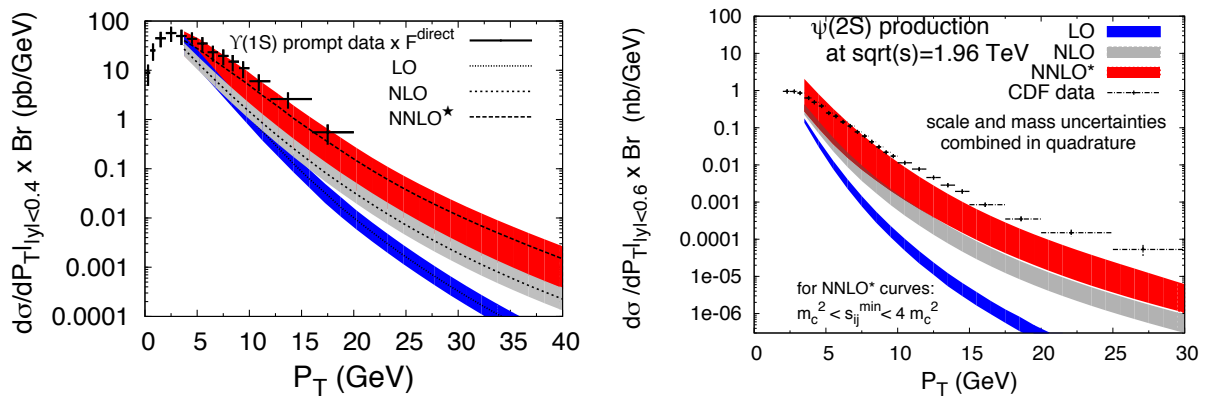 dσ/dP_T|_|y|<0.4 x Br (pb/GeV)
100
10
1
0.1
0.01
0.001
0.0001
ϒ(1S) prompt data x F^direct
LO
NLO
NNLO★
0 5 10 15 20 25 30 35 40
P_T (GeV)
dσ/dP_T|_|y|<0.6 x Br (nb/GeV)
100
10
1
0.1
0.01
0.001
0.0001
1e-05
1e-06
ψ(2S) production
at sqrt(s)=1.96 TeV
LO
NLO
NNLO*
CDF data
scale and mass uncertainties
combined in quadrature
for NNLO* curves:
m_c^2 < s_ij^min < 4 m_c^2
0 5 10 15 20 25 30
P_T (GeV)